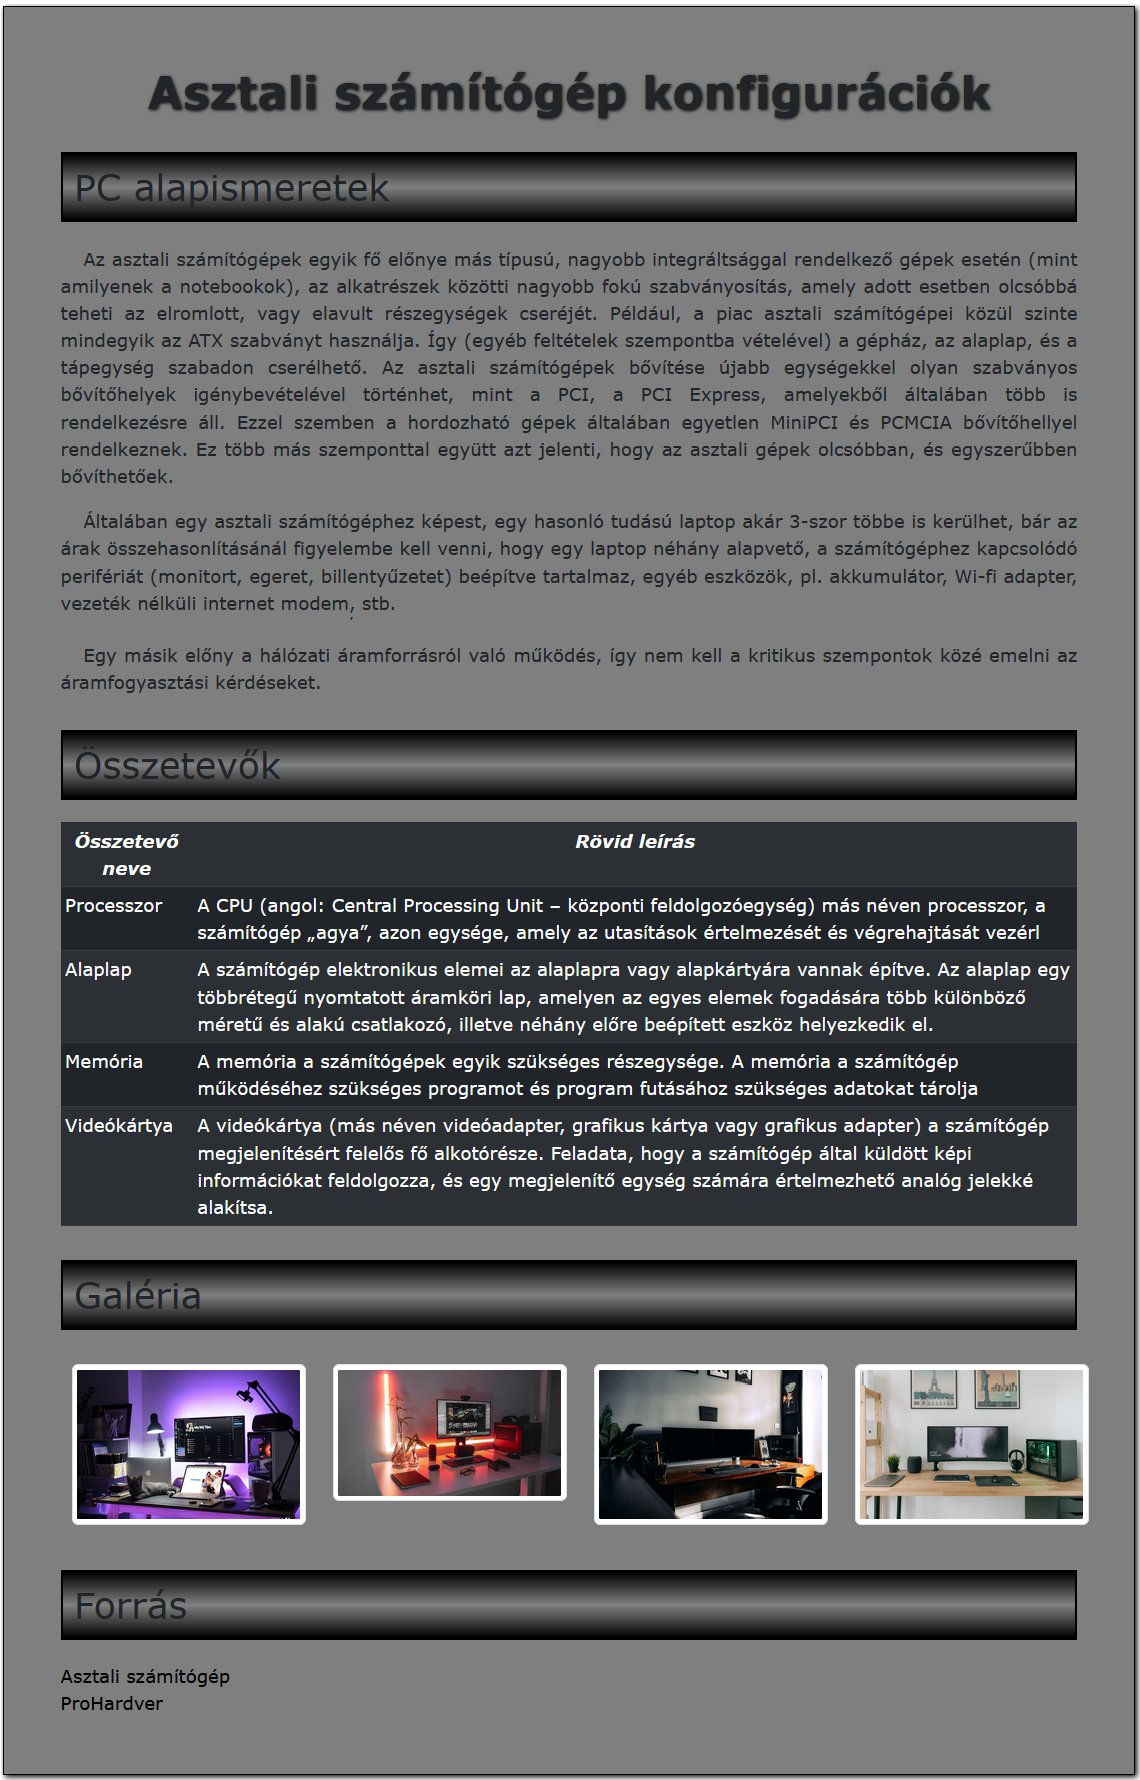 Asztali számítógép konfigurációk
PC alapismeretek
Az asztali számítógépek egyik fő előnye más típusú, nagyobb integráltsággal rendelkező gépek esetén (mint
amilyenek a notebookok), az alkatrészek közötti nagyobb fokú szabványosítás, amely adott esetben olcsóbbá
teheti az elromlott, vagy elavult részegységek cseréjét. Például, a piac asztali számítógépei közül szinte
mindegyik az ATX szabványt használja. Így (egyéb feltételek szempontba vételével) a gépház, az alaplap, és a
tápegység szabadon cserélhető. Az asztali számítógépek bővítése újabb egységekkel olyan szabványos
bővítőhelyek igénybevételével történhet, mint a PCI, a PCI Express, amelyekből általában több is
rendelkezésre áll. Ezzel szemben a hordozható gépek általában egyetlen MiniPCI és PCMCIA bővítőhellyel
rendelkeznek. Ez több más szemponttal együtt azt jelenti, hogy az asztali gépek olcsóbban, és egyszerűbben
bővíthetőek.
Általában egy asztali számítógéphez képest, egy hasonló tudású laptop akár 3-szor többe is kerülhet, bár az
árak összehasonlításánál figyelembe kell venni, hogy egy laptop néhány alapvető, a számítógéphez kapcsolódó
perifériát (monitort, egeret, billentyűzetet) beépítve tartalmaz, egyéb eszközök, pl. akkumulátor, Wi-fi adapter,
vezeték nélküli internet modem, stb.
Egy másik előny a hálózati áramforrásról való működés, így nem kell a kritikus szempontok közé emelni az
áramfogyasztási kérdéseket.
Összetevők
Összetevő neve Rövid leírás
Processzor A CPU (angol: Central Processing Unit – központi feldolgozóegység) más néven processzor, a
számítógép „agya”, azon egysége, amely az utasítások értelmezését és végrehajtását vezérl
Alaplap A számítógép elektronikus elemei az alaplapra vagy alapkártyára vannak építve. Az alaplap egy
többrétegű nyomtatott áramköri lap, amelyen az egyes elemek fogadására több különböző
méretű és alakú csatlakozó, illetve néhány előre beépített eszköz helyezkedik el.
Memória A memória a számítógépek egyik szükséges részegysége. A memória a számítógép
működéséhez szükséges programot és program futásához szükséges adatokat tárolja
Videókártya A videókártya (más néven videóadapter, grafikus kártya vagy grafikus adapter) a számítógép
megjelenítésért felelős fő alkotórésze. Feladata, hogy a számítógép által küldött képi
információkat feldolgozza, és egy megjelenítő egység számára értelmezhető analóg jelekké
alakítsa.
Galéria
Forrás
Asztali számítógép
ProHardver